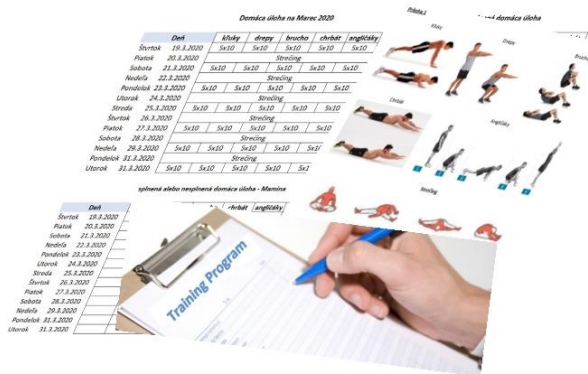 Domáca úloha na Marec 2020
Deň kľuky drepy brucho chrbát angličáky
Štvrtok 19.3.2020 5x10 5x10 5x10 5x10 5x10
Piatok 20.3.2020 Strečing
Sobota 21.3.2020 5x10 5x10 5x10 5x10 5x10
Nedeľa 22.3.2020 Strečing
Pondelok 23.3.2020 5x10 5x10 5x10 5x10 5x10
Utorok 24.3.2020 Strečing
Streda 25.3.2020 5x10 5x10 5x10 5x10 5x10
Štvrtok 26.3.2020 Strečing
Piatok 27.3.2020 5x10 5x10 5x10 5x10 5x10
Sobota 28.3.2020 Strečing
Nedeľa 29.3.2020 5x10 5x10 5x10 5x10 5x1
Pondelok 31.3.2020 Strečing
Utorok 31.3.2020 5x10 5x10 5x10 5x10 5x1
domáca úloha
Príloha 1
Kľuky
Drepy
Chrbát
Angličáky
Strečing
splnená alebo nesplnená domáca úloha - Mamina
Deň chrbát angličáky
Štvrtok 19.3.2020
Piatok 20.3.2020
Sobota 21.3.2020
Nedeľa 22.3.2020
Pondelok 23.3.2020
Utorok 24.3.2020
Streda 25.3.2020
Štvrtok 26.3.2020
Piatok 27.3.2020
Sobota 28.3.2020
Nedeľa 29.3.2020
Pondelok 31.3.2020
Utorok 31.3.2020
Training Program